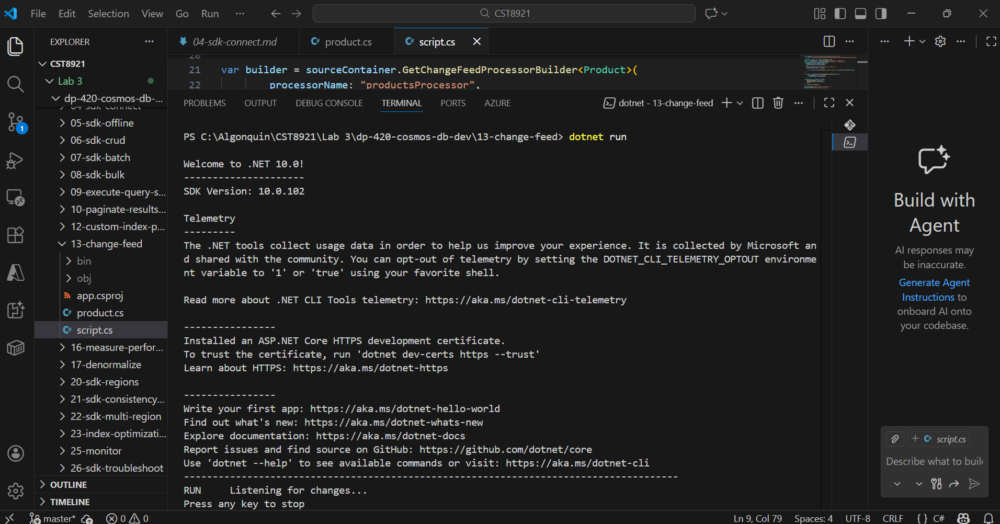 File Edit Selection View Go Run ··· CST8921
EXPLORER ···
CST8921
Lab 3
dp-420-cosmos-db-...
05-sdk-offline
06-sdk-crud
07-sdk-batch
08-sdk-bulk
09-execute-query-s...
10-paginate-results...
12-custom-index-p...
13-change-feed
bin
obj
app.csproj
product.cs
script.cs
16-measure-perfor...
17-denormalize
20-sdk-regions
21-sdk-consistency...
22-sdk-multi-region
23-index-optimizati...
25-monitor
26-sdk-troubleshoot
OUTLINE
TIMELINE
04-sdk-connect.md product.cs script.cs
20
21 var builder = sourceContainer.GetChangeFeedProcessorBuilder<Product>(
22 processorName: "productsProcessor",
PROBLEMS OUTPUT DEBUG CONSOLE TERMINAL PORTS AZURE dotnet - 13-change-feed
PS C:\Algonquin\CST8921\Lab 3\dp-420-cosmos-db-dev\13-change-feed> dotnet run
Welcome to .NET 10.0!
---------------------
SDK Version: 10.0.102
Telemetry
---------
The .NET tools collect usage data in order to help us improve your experience. It is collected by Microsoft an
d shared with the community. You can opt-out of telemetry by setting the DOTNET_CLI_TELEMETRY_OPTOUT environme
nt variable to '1' or 'true' using your favorite shell.
Read more about .NET CLI Tools telemetry: https://aka.ms/dotnet-cli-telemetry
----------------
Installed an ASP.NET Core HTTPS development certificate.
To trust the certificate, run 'dotnet dev-certs https --trust'
Learn about HTTPS: https://aka.ms/dotnet-https
----------------
Write your first app: https://aka.ms/dotnet-hello-world
Find out what's new: https://aka.ms/dotnet-whats-new
Explore documentation: https://aka.ms/dotnet-docs
Report issues and find source on GitHub: https://github.com/dotnet/core
Use 'dotnet --help' to see available commands or visit: https://aka.ms/dotnet-cli
--------------------------------------------------------------------------------------
RUN Listening for changes...
Press any key to stop
Build with
Agent
AI responses may
be inaccurate.
Generate Agent
Instructions to
onboard AI onto
your codebase.
script.cs
Describe what to buil
1
master* 0 0 Ln 9, Col 79 Spaces: 4 UTF-8 CRLF { } C#